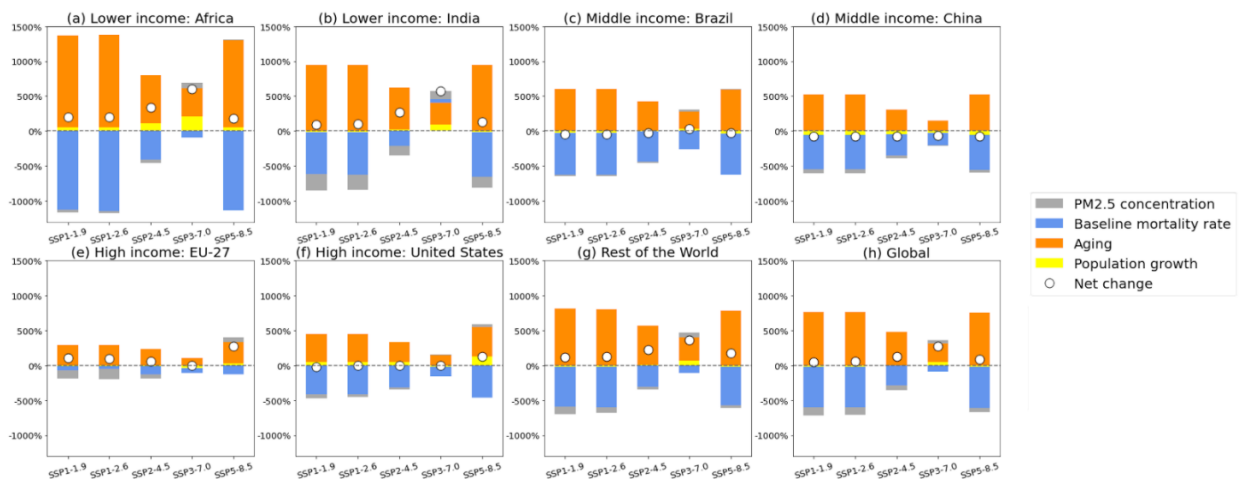 (a) Lower income: Africa
(b) Lower income: India
(c) Middle income: Brazil
(d) Middle income: China
1500%
1000%
500%
0%
-500%
-1000%
SSP1-1.9
SSP1-2.6
SSP2-4.5
SSP3-7.0
SSP5-8.5
1500%
1000%
500%
0%
-500%
-1000%
SSP1-1.9
SSP1-2.6
SSP2-4.5
SSP3-7.0
SSP5-8.5
1500%
1000%
500%
0%
-500%
-1000%
SSP1-1.9
SSP1-2.6
SSP2-4.5
SSP3-7.0
SSP5-8.5
1500%
1000%
500%
0%
-500%
-1000%
SSP1-1.9
SSP1-2.6
SSP2-4.5
SSP3-7.0
SSP5-8.5
PM2.5 concentration
Baseline mortality rate
Aging
Population growth
Net change
(e) High income: EU-27
(f) High income: United States
(g) Rest of the World
(h) Global
1500%
1000%
500%
0%
-500%
-1000%
SSP1-1.9
SSP1-2.6
SSP2-4.5
SSP3-7.0
SSP5-8.5
1500%
1000%
500%
0%
-500%
-1000%
SSP1-1.9
SSP1-2.6
SSP2-4.5
SSP3-7.0
SSP5-8.5
1500%
1000%
500%
0%
-500%
-1000%
SSP1-1.9
SSP1-2.6
SSP2-4.5
SSP3-7.0
SSP5-8.5
1500%
1000%
500%
0%
-500%
-1000%
SSP1-1.9
SSP1-2.6
SSP2-4.5
SSP3-7.0
SSP5-8.5